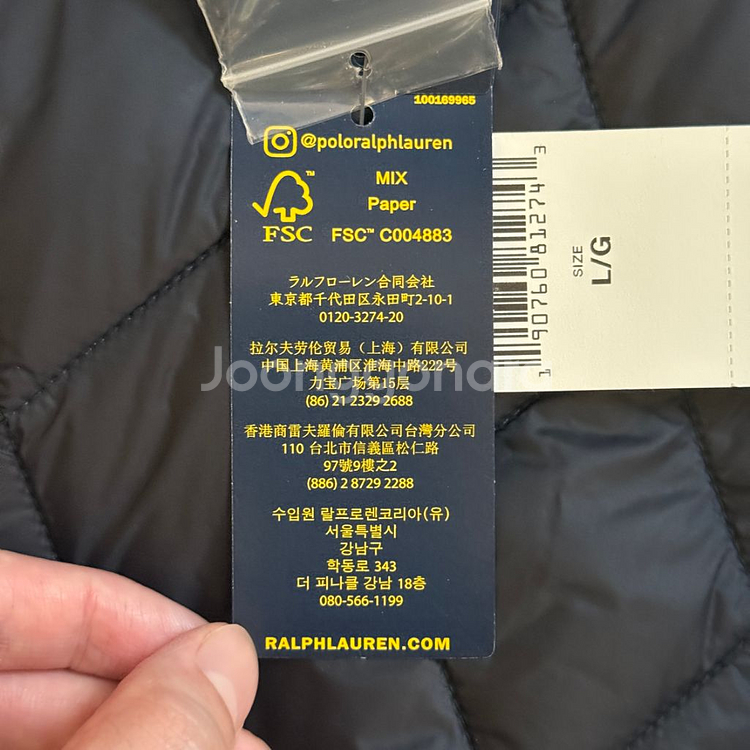 100169965
@poloralphlauren
MIX
Paper
FSC
FSC™ C004883
ラルフローレン合同会社
東京都千代田区永田町2-10-1
0120-3274-20
拉尔夫劳伦贸易（上海）有限公司
中国上海黄浦区淮海中路222号
力宝广场第15层
(86) 21 2329 2688
香港商雷夫羅倫有限公司台灣分公司
110 台北市信義區松仁路
97號9樓之2
(886) 2 8729 2288
수입원 랄프로렌코리아(유)
서울특별시
강남구
학동로 343
더 피나클 강남 18층
080-566-1199
RALPHLAUREN.COM
1 90760 81274 3
SIZE
L/G